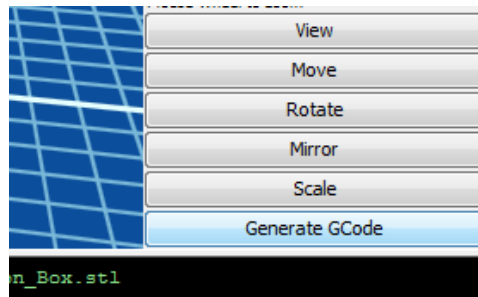 View
Move
Rotate
Mirror
Scale
Generate GCode
n_Box.stl